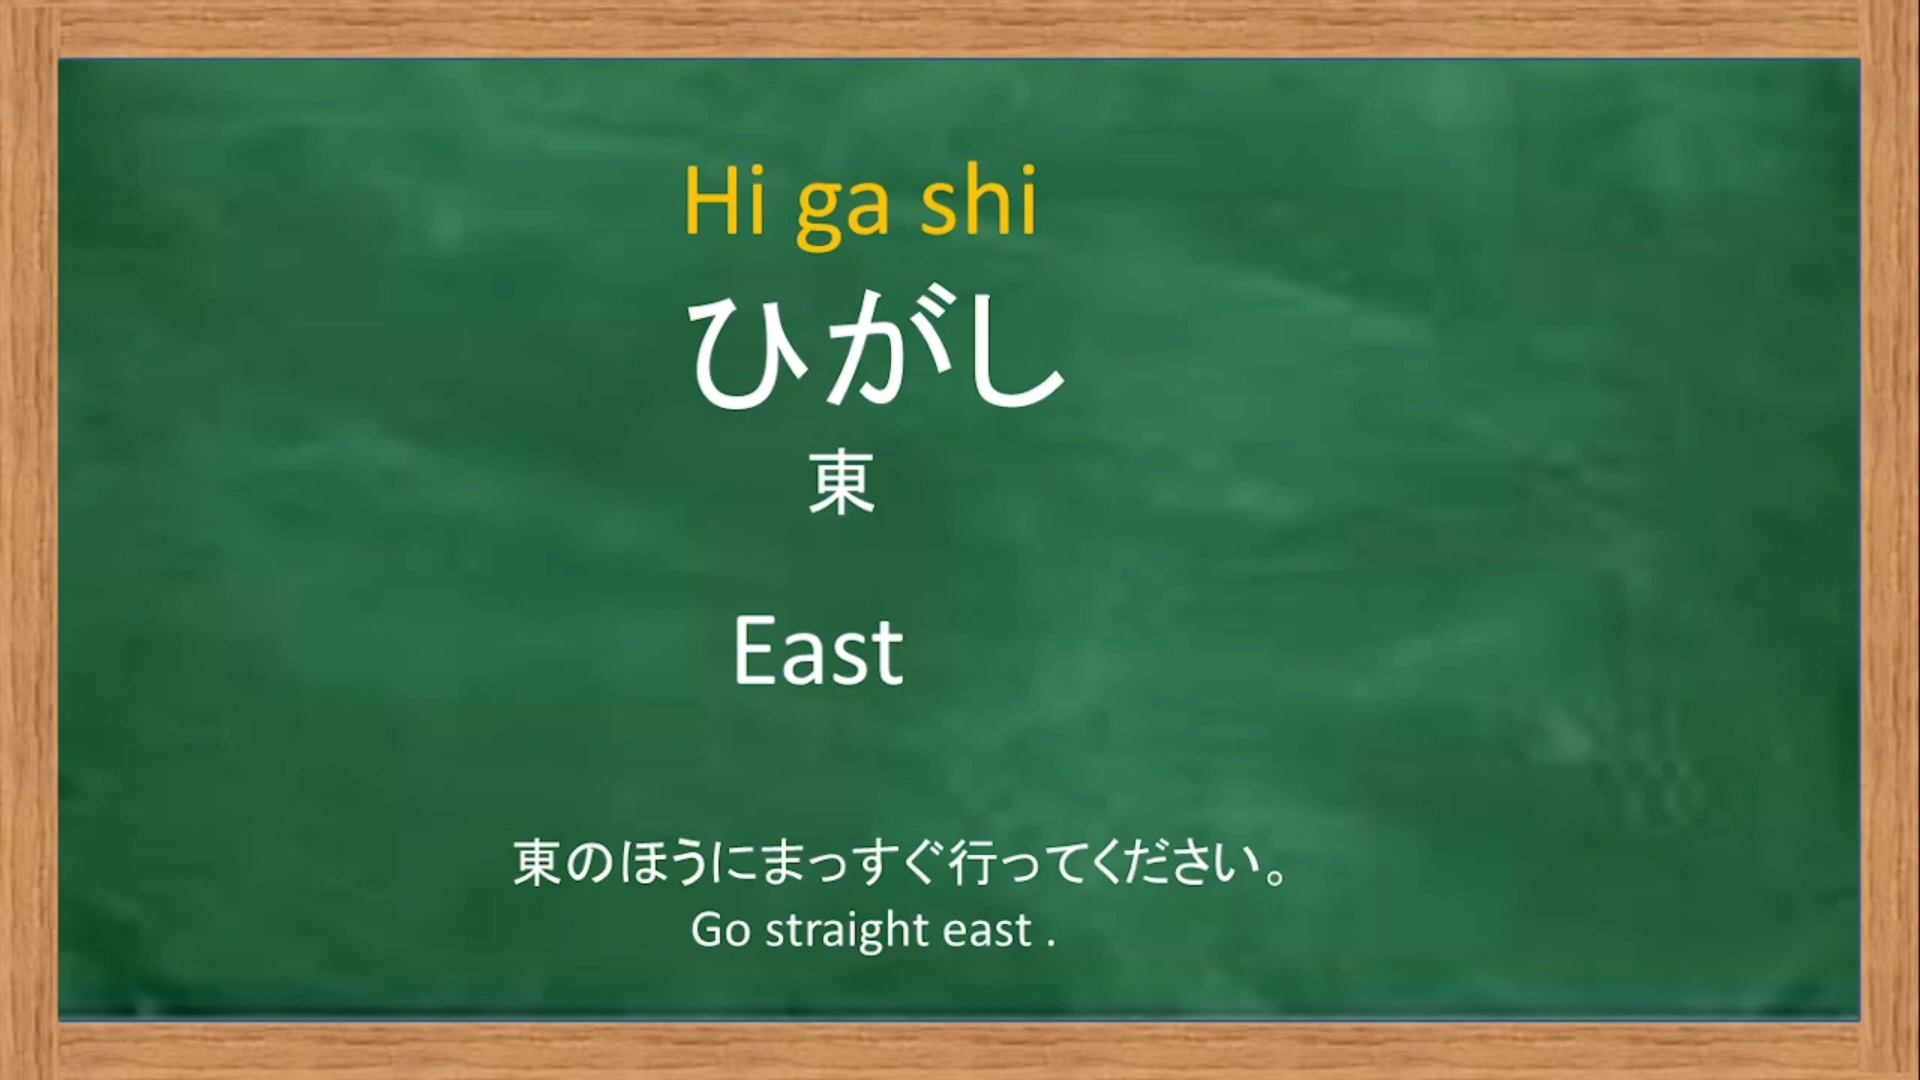 Hi ga shi
ひがし
東
East
東のほうにまっすぐ行ってください。
Go straight east .